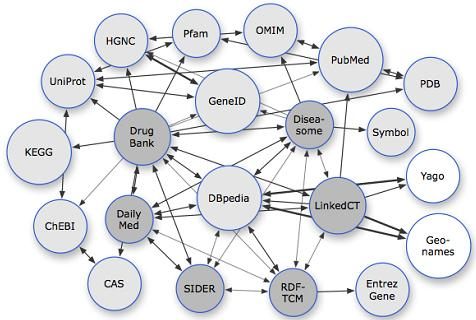 HGNC
Pfam
OMIM
PubMed
UniProt
GeneID
PDB
Drug
Bank
Disea-
some
Symbol
KEGG
DBpedia
Yago
LinkedCT
ChEBI
Daily
Med
Geo-
names
CAS
SIDER
RDF-
TCM
Entrez
Gene